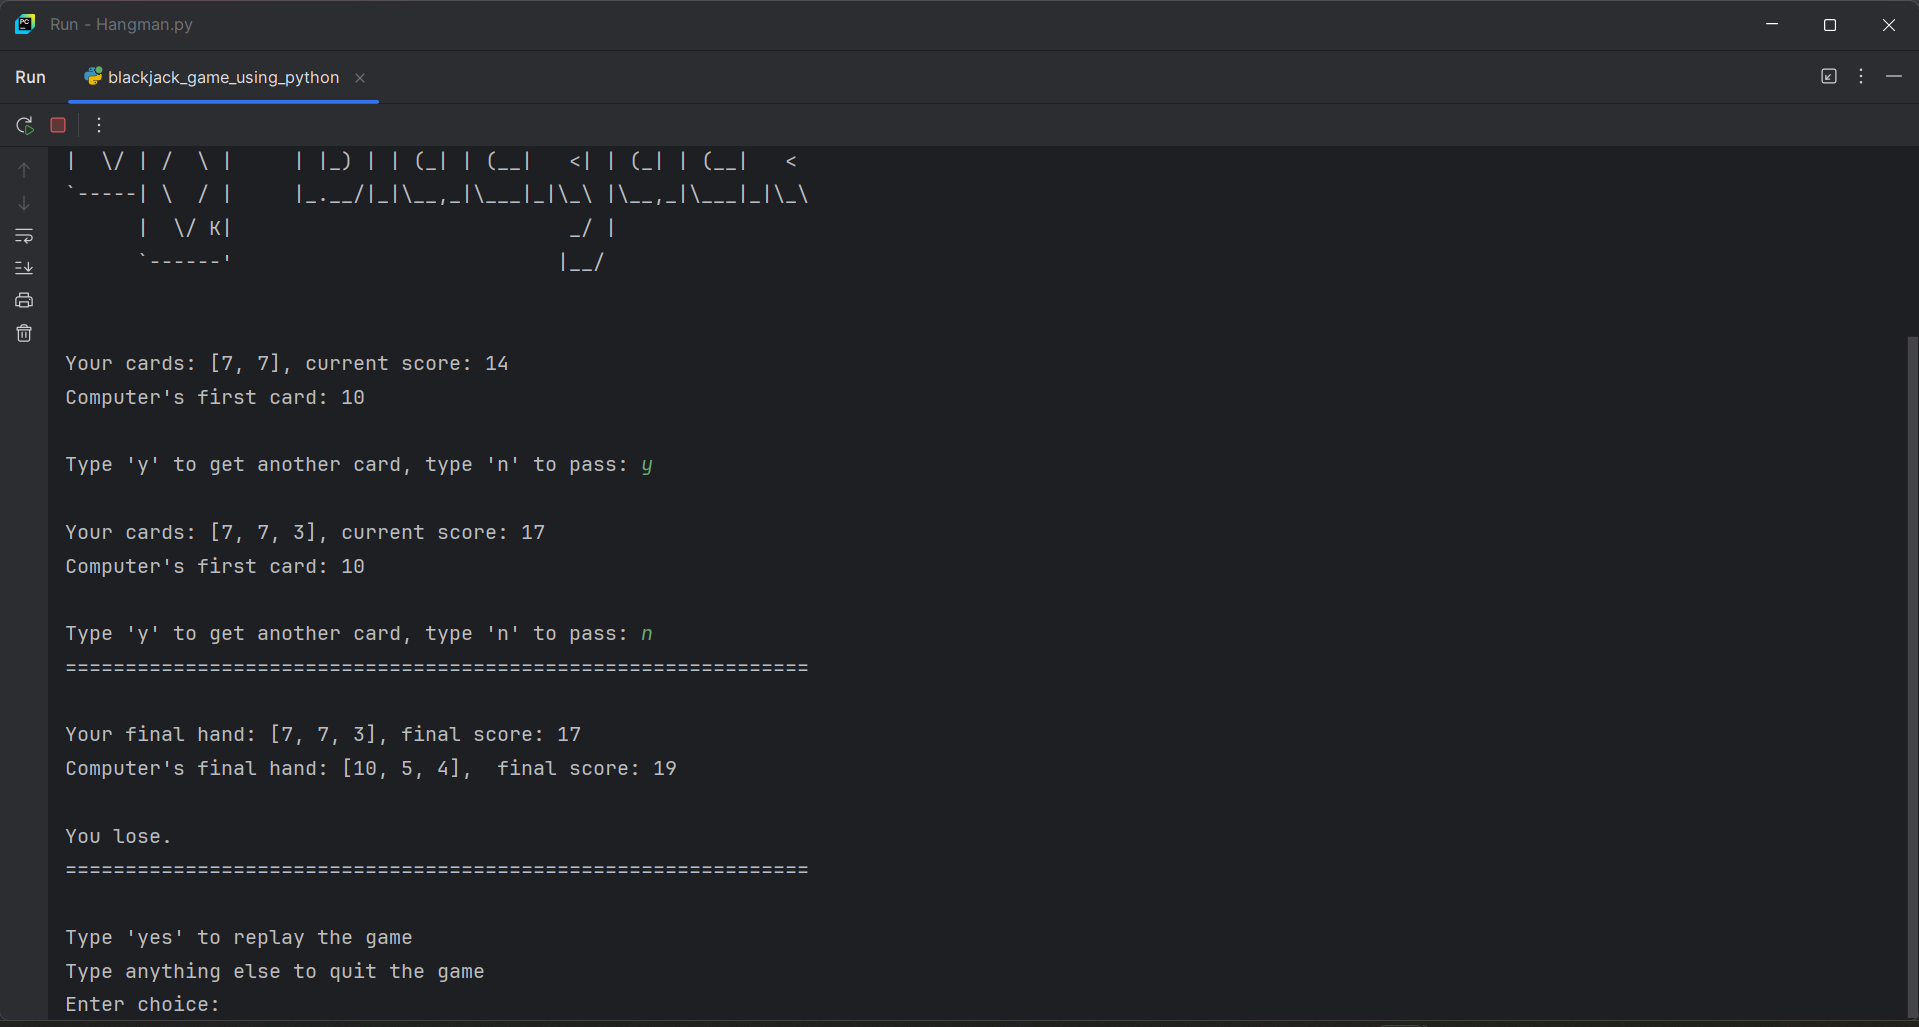 Run - Hangman.py
Run blackjack_game_using_python
|  \/ | /  \ |     | |_) | | (_| | (__|   <| | (_| | (__|   <
`-----| \  / |     |_.__/|_|\__,_|\___|_|\_\ |\__,_|\___|_|\_\
      |  \/ K|                            _/ |
      `------'                           |__/
Your cards: [7, 7], current score: 14
Computer's first card: 10
Type 'y' to get another card, type 'n' to pass: y
Your cards: [7, 7, 3], current score: 17
Computer's first card: 10
Type 'y' to get another card, type 'n' to pass: n
==============================================================
Your final hand: [7, 7, 3], final score: 17
Computer's final hand: [10, 5, 4],  final score: 19
You lose.
==============================================================
Type 'yes' to replay the game
Type anything else to quit the game
Enter choice: